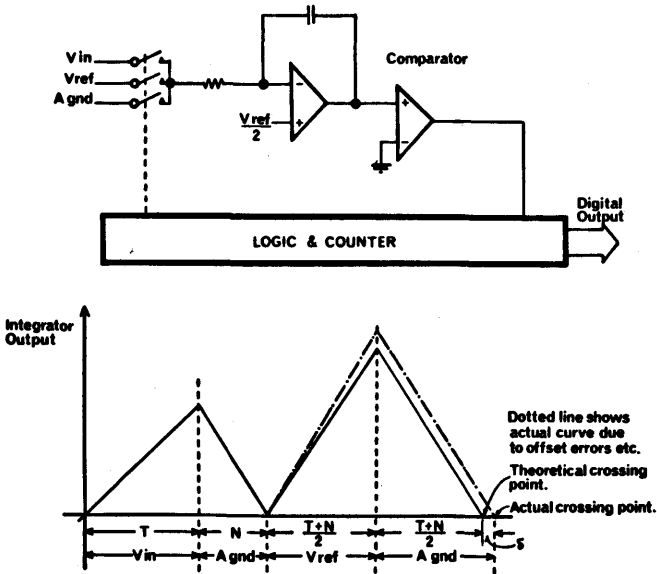 Vin
Vref
A gnd
Vref
2
-
+
Comparator
+
-
LOGIC & COUNTER
Digital
Output
Integrator
Output
Dotted line shows
actual curve due
to offset errors etc.
Theoretical crossing
point.
Actual crossing point.
T
N
T+N
2
T+N
2
δ
Vin
A gnd
Vref
A gnd